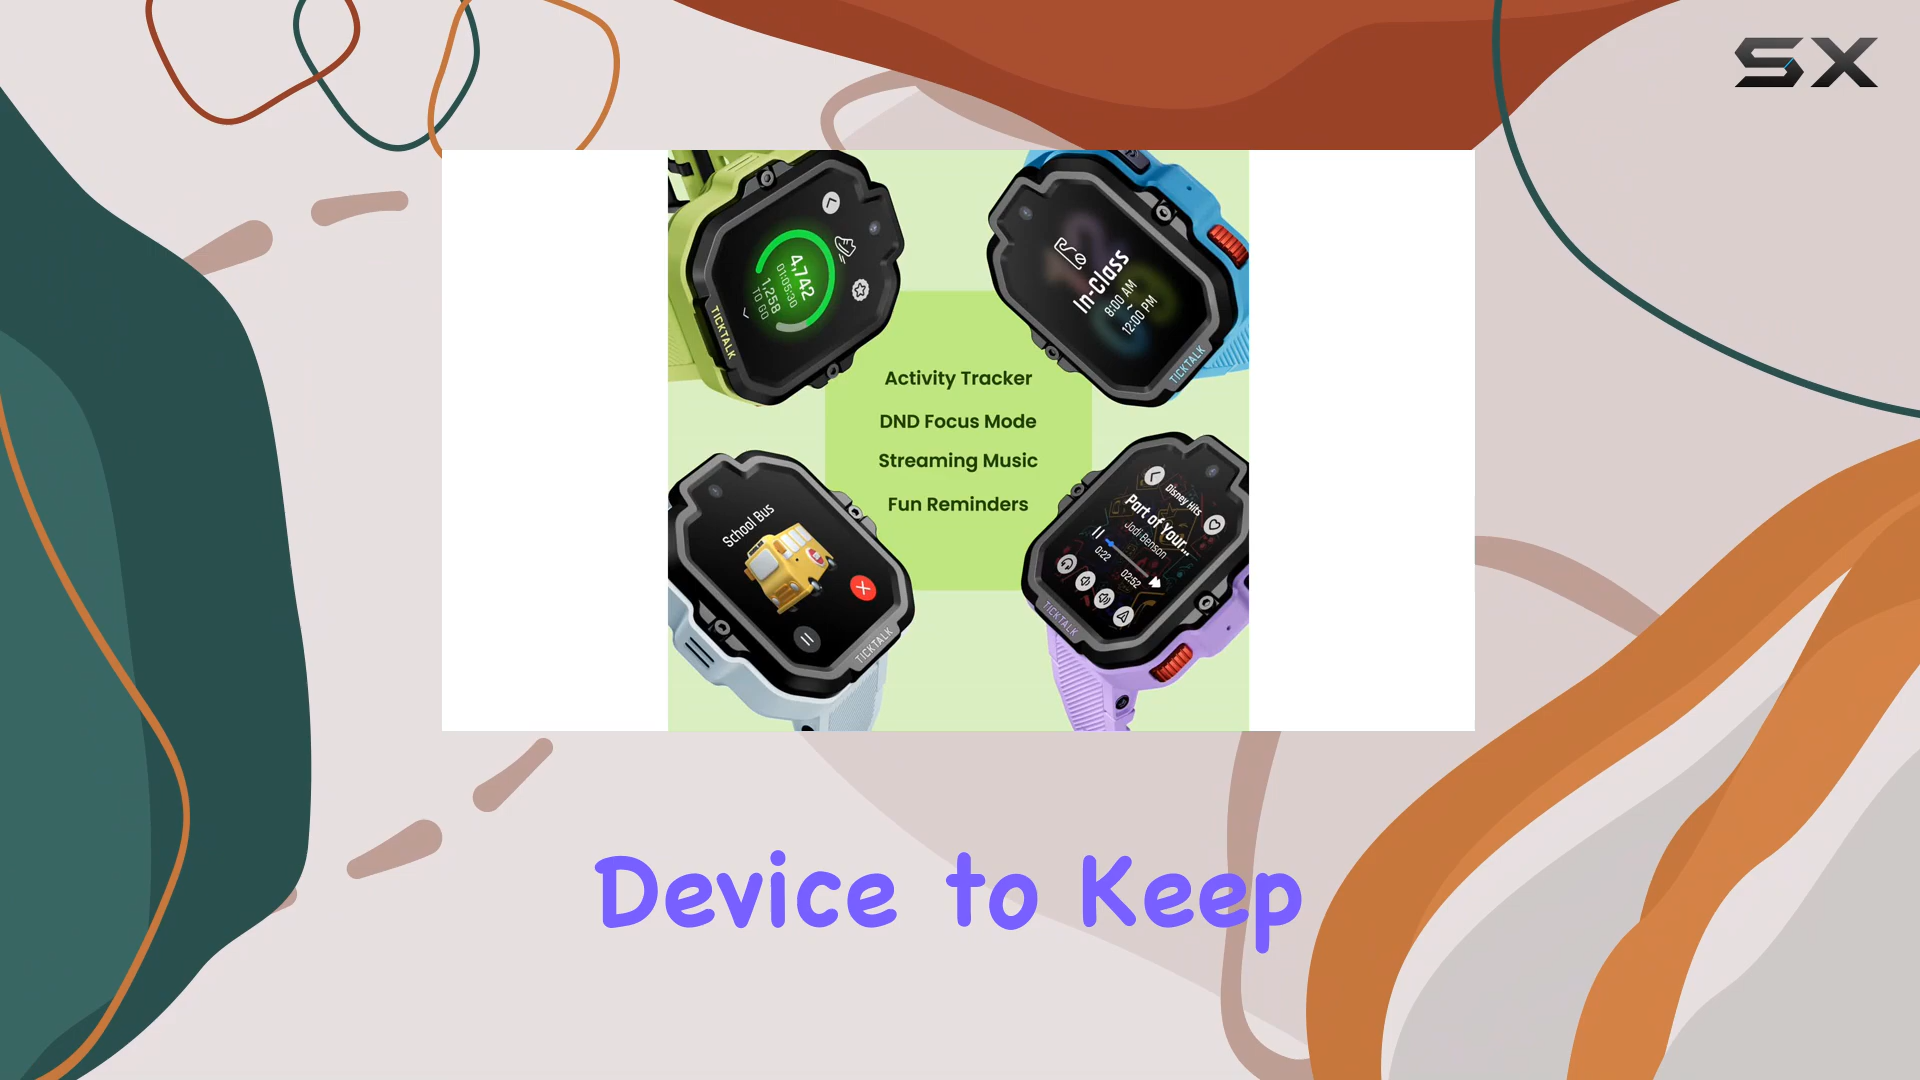 SX
4,742
01:05:30
1,258
TO GO
TICKTALK
In-Class
8:00 AM
~
12:00 PM
TICKTALK
Activity Tracker
DND Focus Mode
Streaming Music
Fun Reminders
School Bus
TICKTALK
Disney Hits
Part of Your...
Jodi Benson
0:22
02:52
TICKTALK
Device to Keep